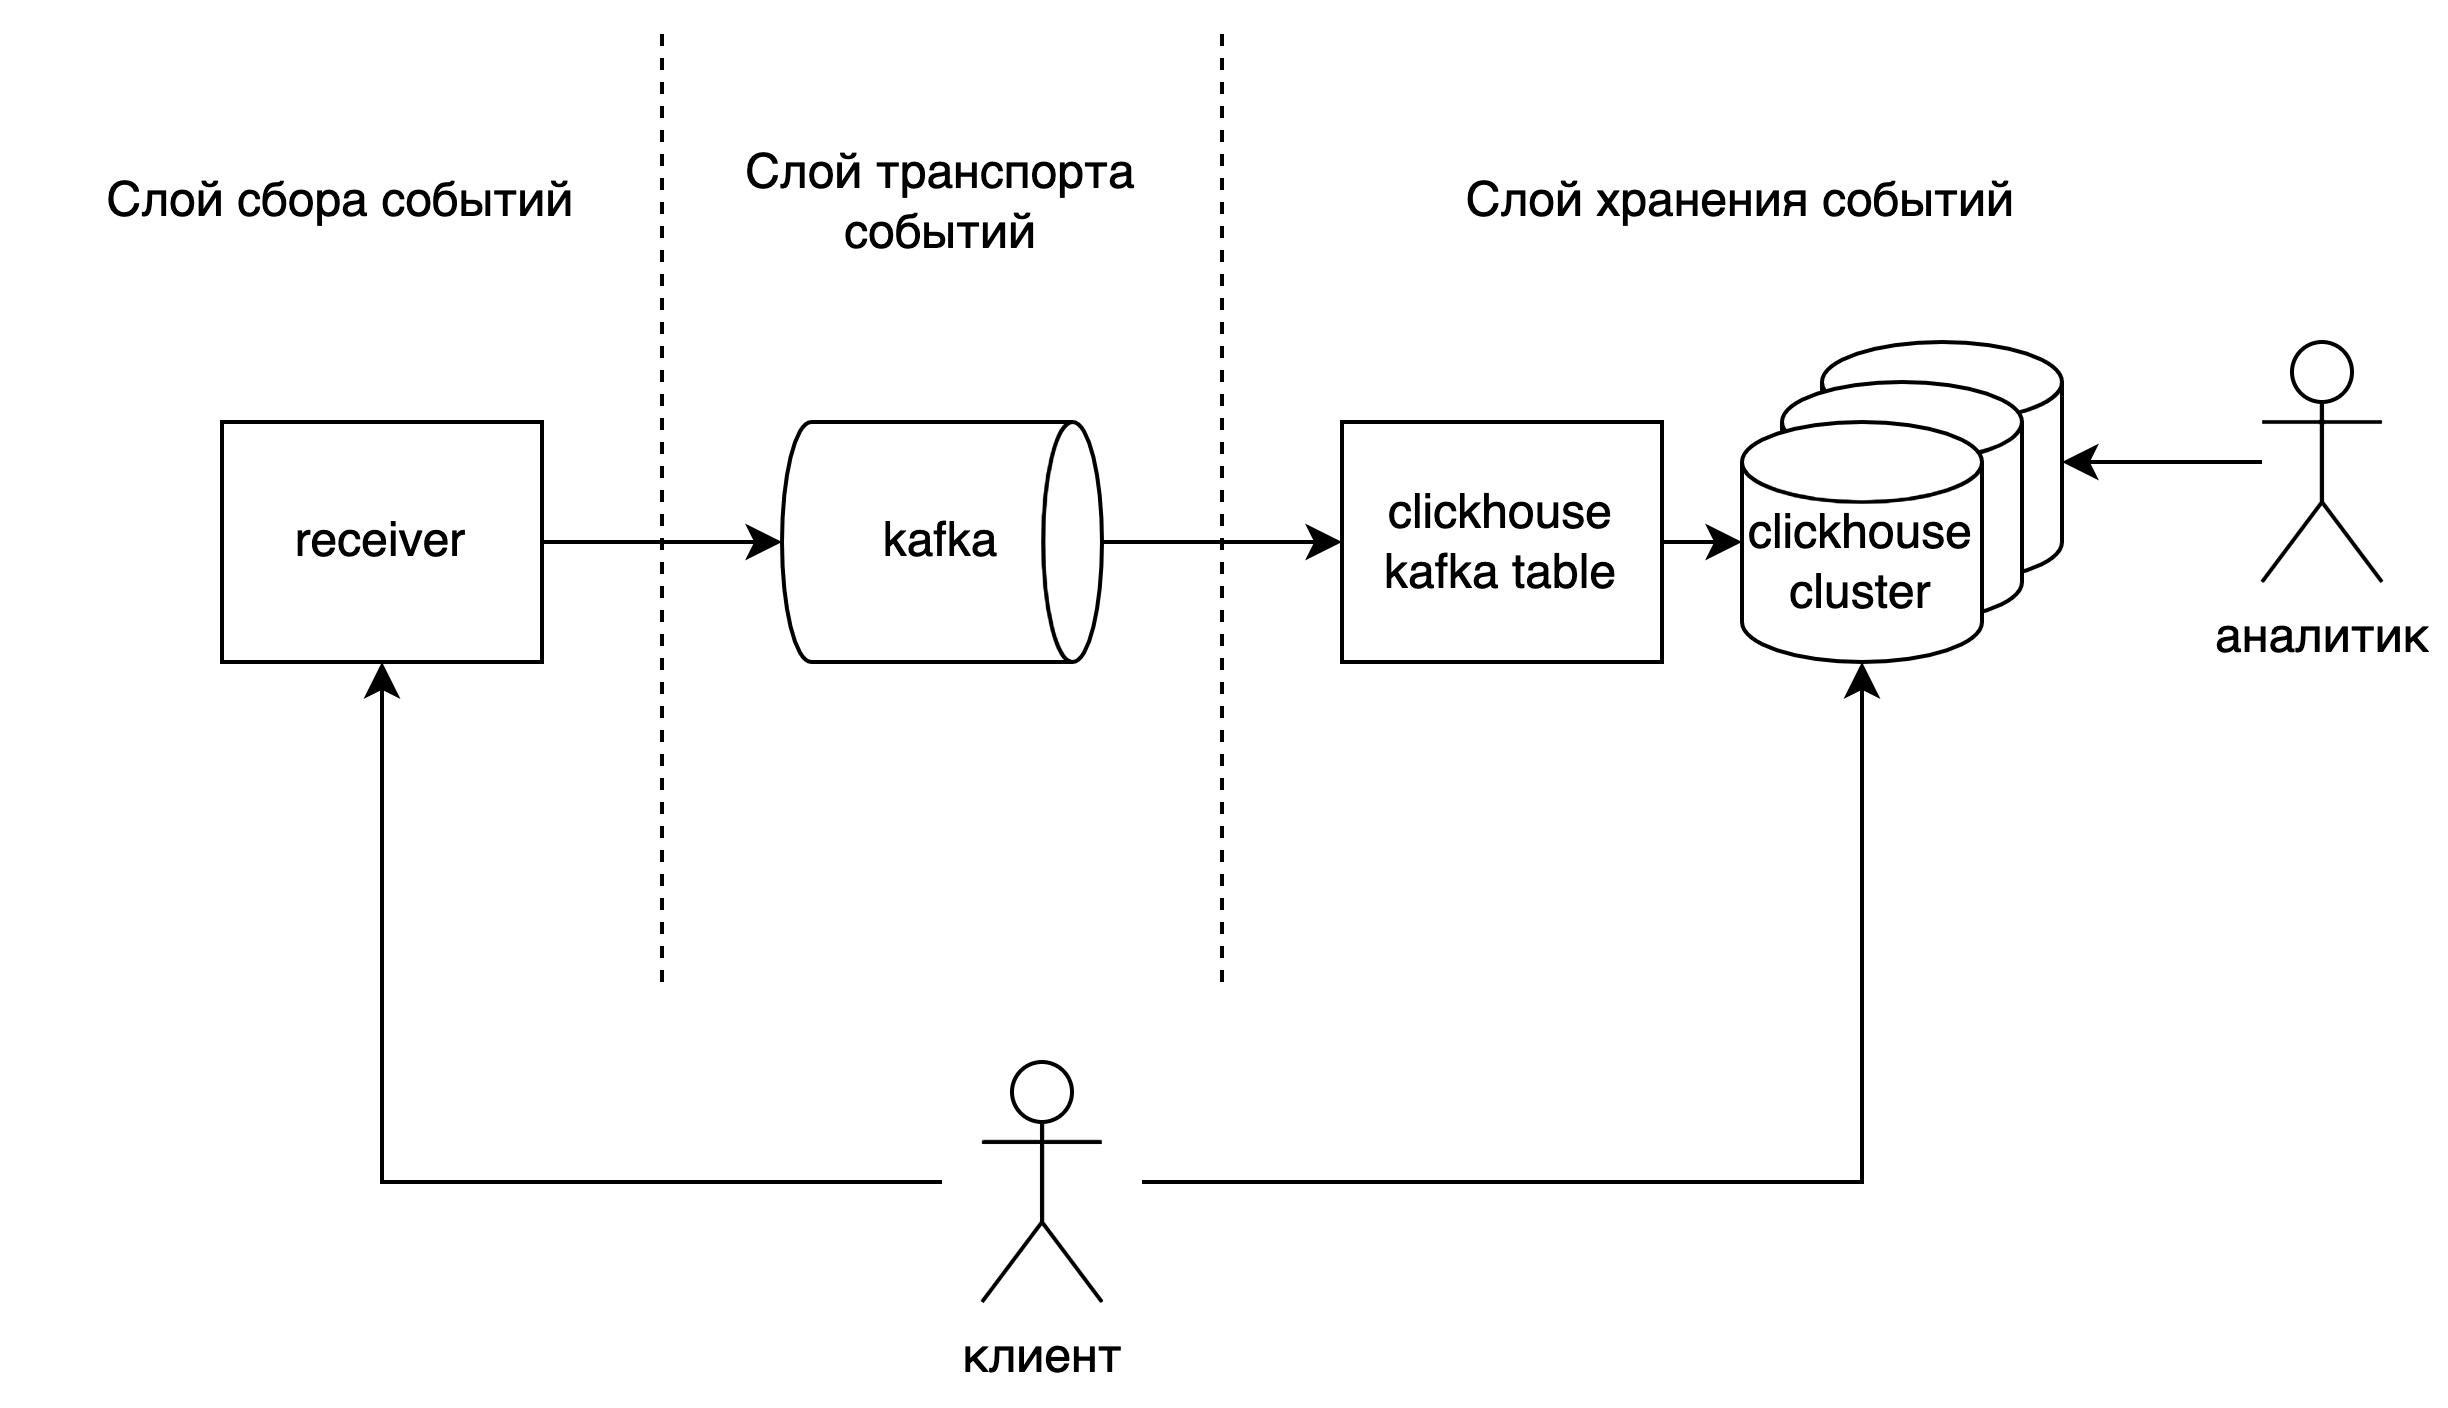 Слой сбора событий
Слой транспорта
событий
Слой хранения событий
receiver
kafka
clickhouse
kafka table
clickhouse
cluster
аналитик
клиент